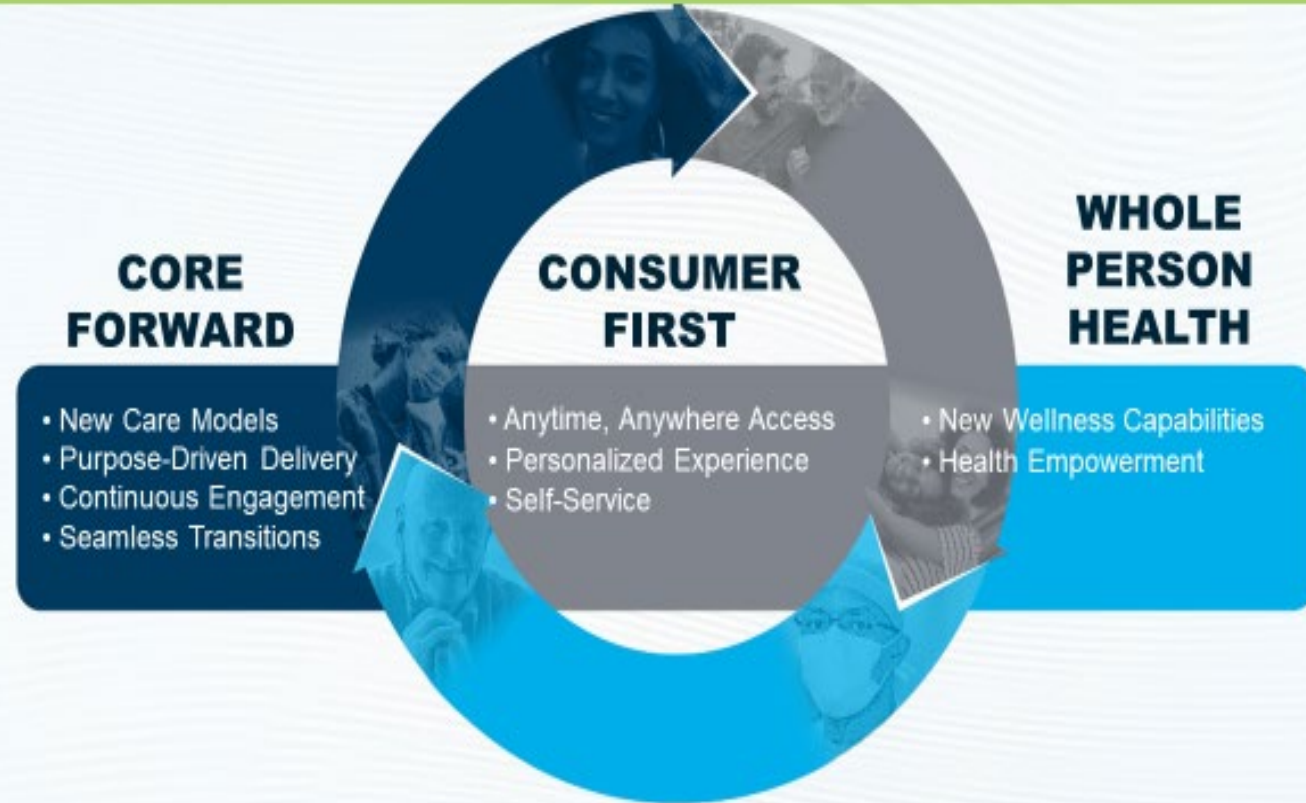 CORE
FORWARD
• New Care Models
• Purpose-Driven Delivery
• Continuous Engagement
• Seamless Transitions
CONSUMER
FIRST
• Anytime, Anywhere Access
• Personalized Experience
• Self-Service
WHOLE
PERSON
HEALTH
• New Wellness Capabilities
• Health Empowerment